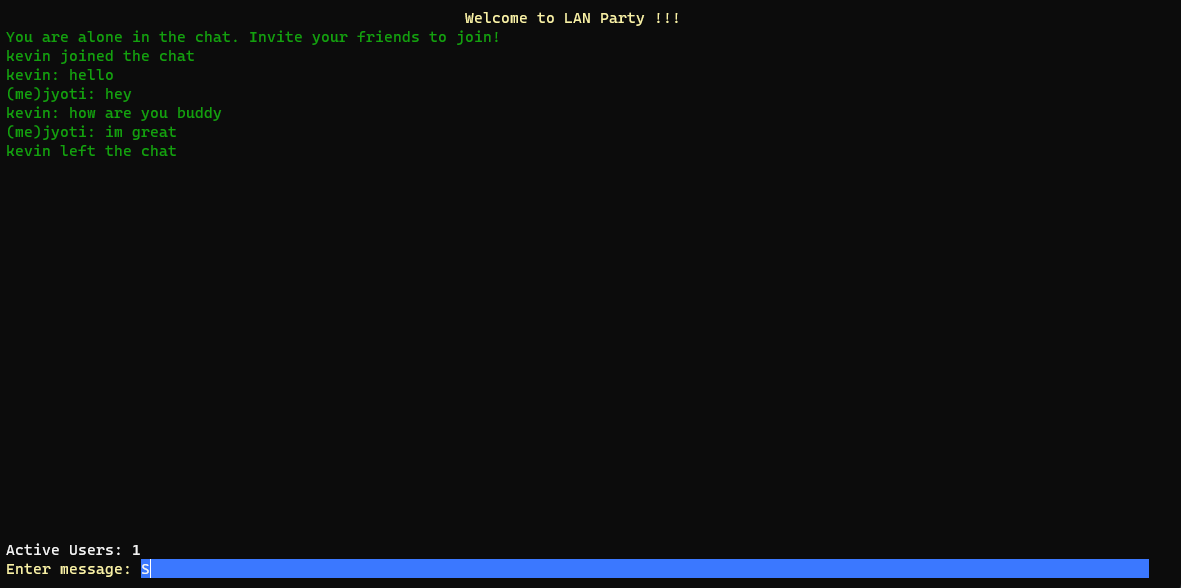 Welcome to LAN Party !!!
You are alone in the chat. Invite your friends to join!
kevin joined the chat
kevin: hello
(me)jyoti: hey
kevin: how are you buddy
(me)jyoti: im great
kevin left the chat
Active Users: 1
Enter message: S